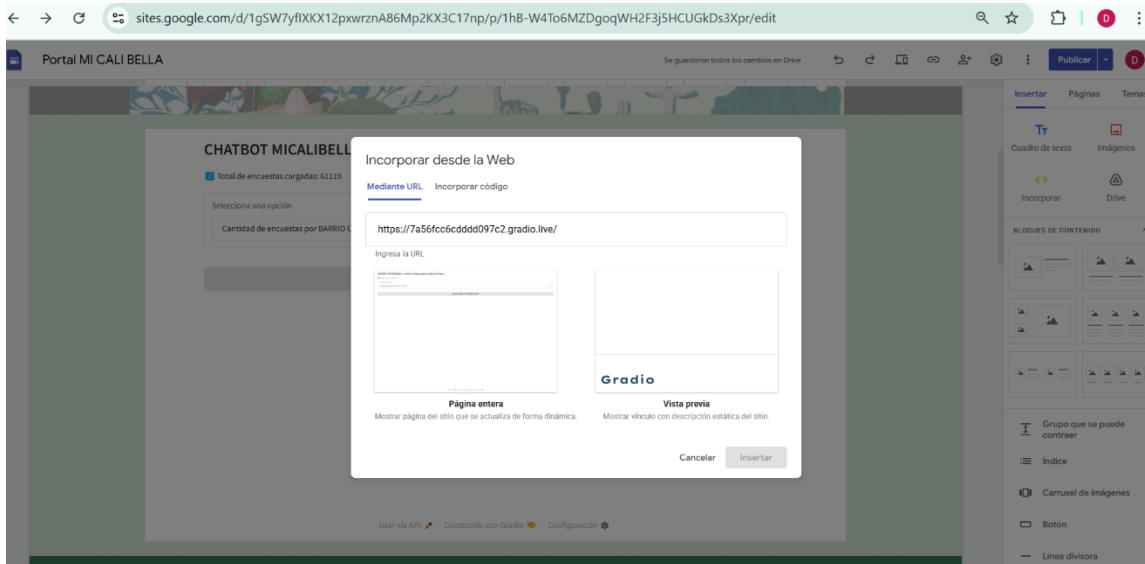 sites.google.com/d/1gSW7yflXKX12pxwrznA86Mp2KX3C17np/p/1hB-W4To6MZDgoqWH2F3j5HCUGkDs3Xpr/edit
D
Portal MI CALI BELLA
Se guardaron todos los cambios en Drive
Publicar
D
Insertar Páginas Temas
Tт
Cuadro de texto Imágenes
Incorporar Drive
BLOQUES DE CONTENIDO
CHATBOT MICALIBELL
Total de encuestas cargadas: 61119
Selecciona una opción
Cantidad de encuestas por BARRIO C
Incorporar desde la Web
Mediante URL Incorporar código
https://7a56fcc6cdddd097c2.gradio.live/
Ingresa la URL
Gradio
Página entera
Mostrar página del sitio que se actualiza de forma dinámica.
Vista previa
Mostrar vínculo con descripción estática del sitio.
Cancelar Insertar
Usar vía API · Construido con Gradio · Configuración
Grupo que se puede
contraer
Índice
Carrusel de imágenes
Botón
Línea divisora